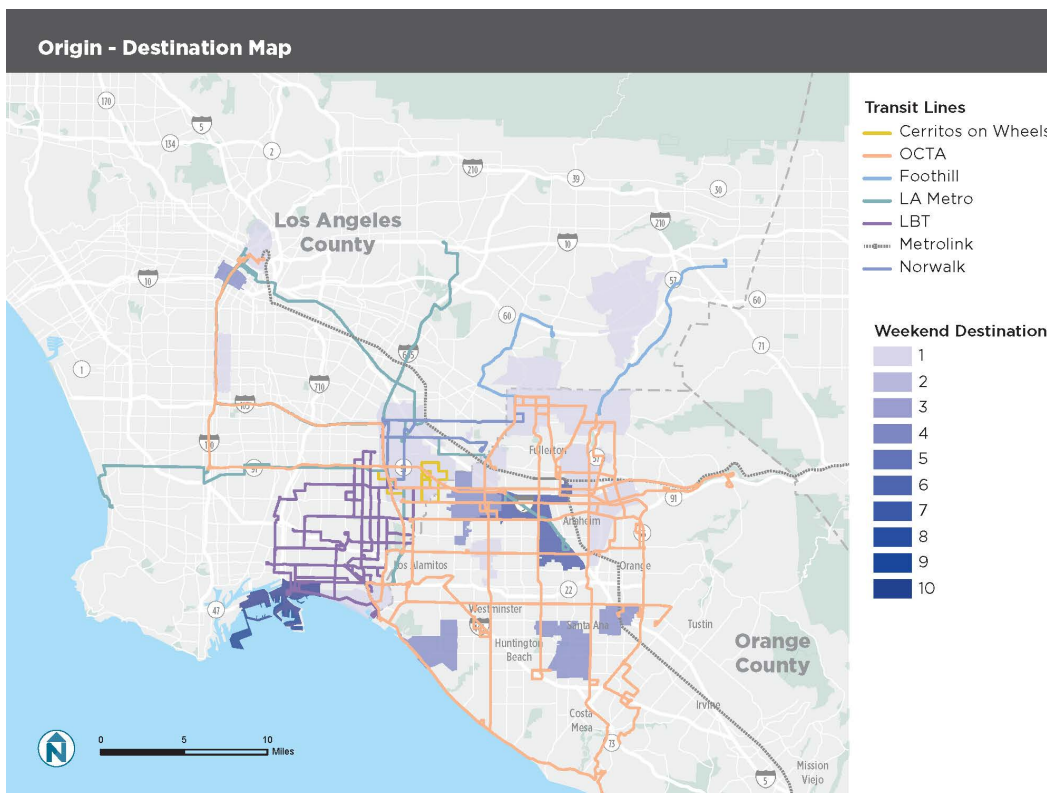 Origin - Destination Map
170
5
134
2
210
39
30
Los Angeles
County
210
10
10
57
60
60
71
1
605
710
105
110
91
Fullerton
57
91
5
Anaheim
Los Alamitos
Orange
22
47
Westminster
Santa Ana
Tustin
Huntington
Beach
Orange
County
Costa
Mesa
Irvine
73
Mission
Viejo
5
N
0 5 10
Miles
Transit Lines
Cerritos on Wheels
OCTA
Foothill
LA Metro
LBT
Metrolink
Norwalk
Weekend Destination
1
2
3
4
5
6
7
8
9
10